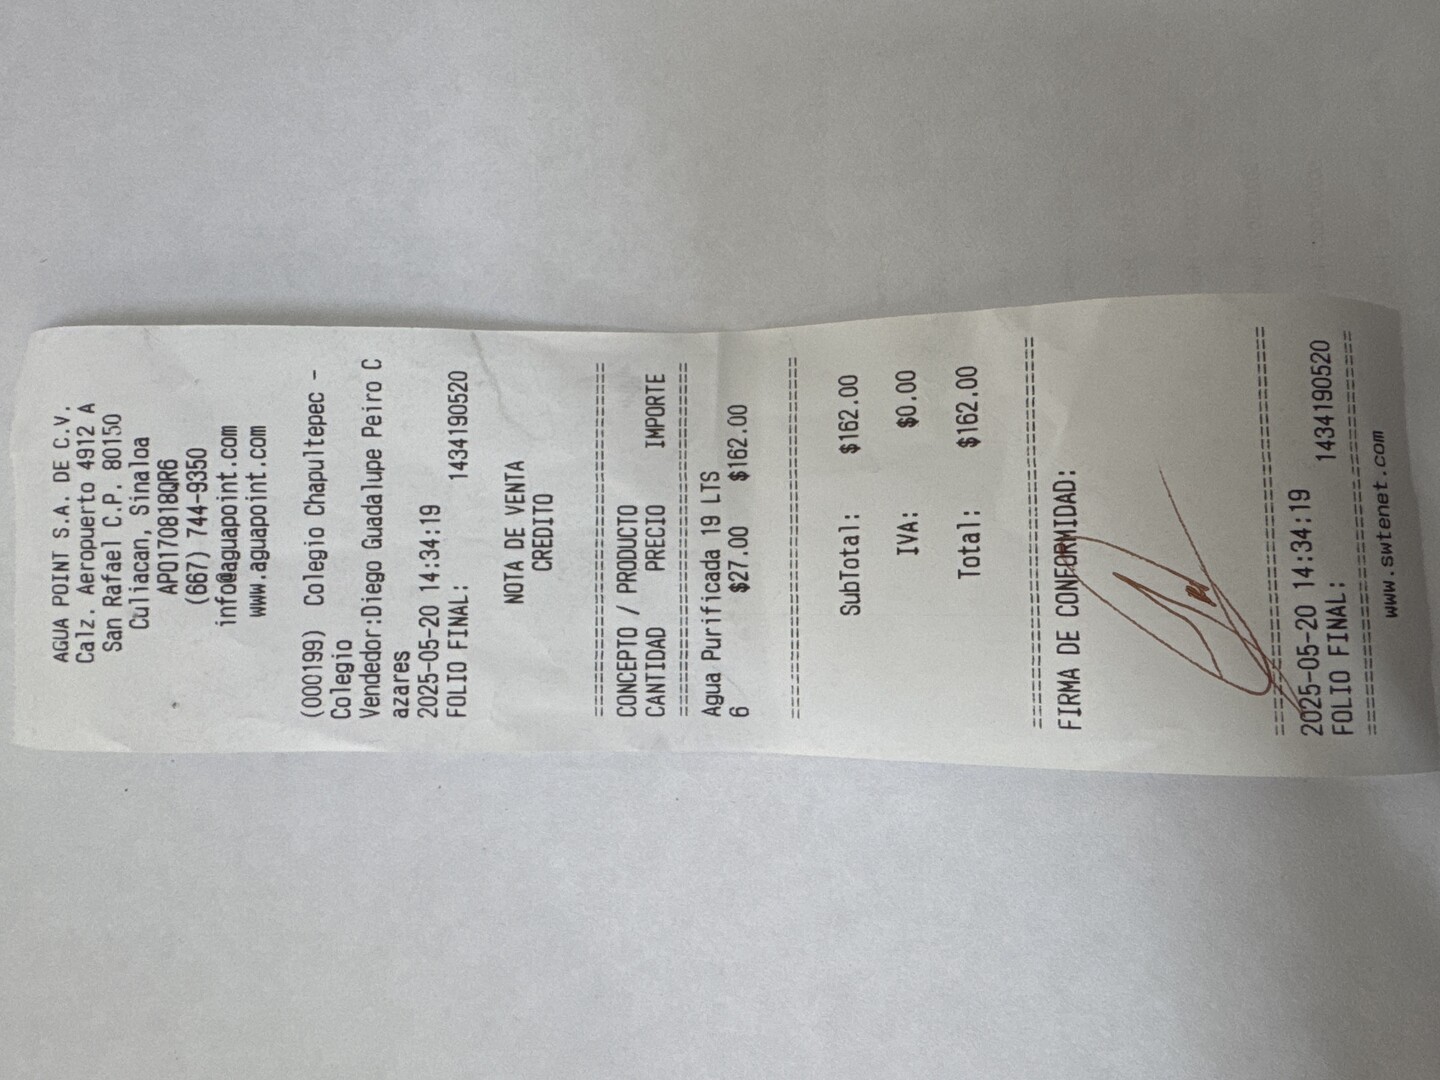 AGUA POINT S.A. DE C.V.
Calz. Aeropuerto 4912 A
San Rafael C.P. 80150
Culiacan, Sinaloa
APO170818QR6
(667) 744-9350
info@aguapoint.com
www.aguapoint.com
(000199) Colegio Chapultepec -
Colegio
Vendedor:Diego Guadalupe Peiro C
azares
2025-05-20 14:34:19
FOLIO FINAL: 1434190520
NOTA DE VENTA
CREDITO
================================
CONCEPTO / PRODUCTO
CANTIDAD PRECIO IMPORTE
================================
Agua Purificada 19 LTS
6 $27.00 $162.00
================================
SubTotal: $162.00
IVA: $0.00
Total: $162.00
================================
FIRMA DE CONFORMIDAD:
================================
2025-05-20 14:34:19
FOLIO FINAL: 1434190520
================================
www.swtenet.com